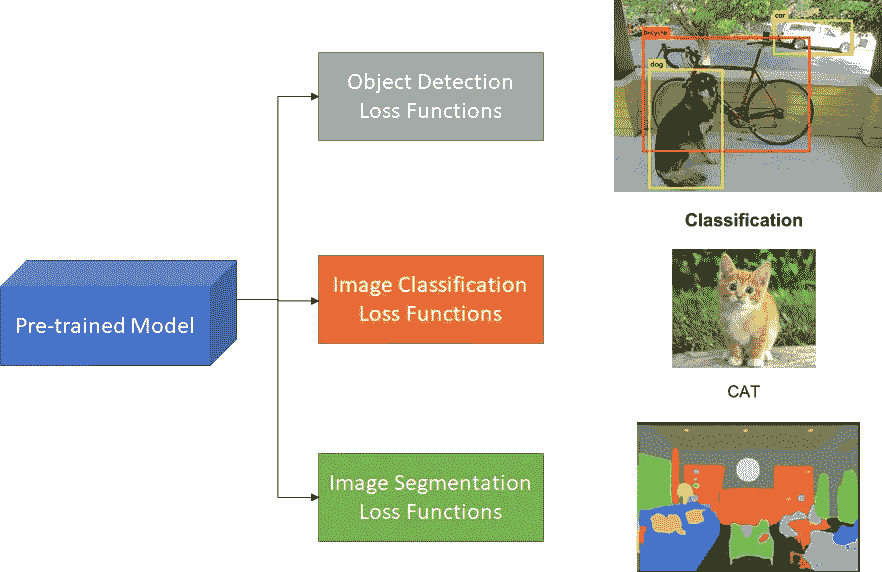 Pre-trained Model
Object Detection
Loss Functions
car
Bicycle
dog
Image Classification
Loss Functions
Classification
CAT
Image Segmentation
Loss Functions